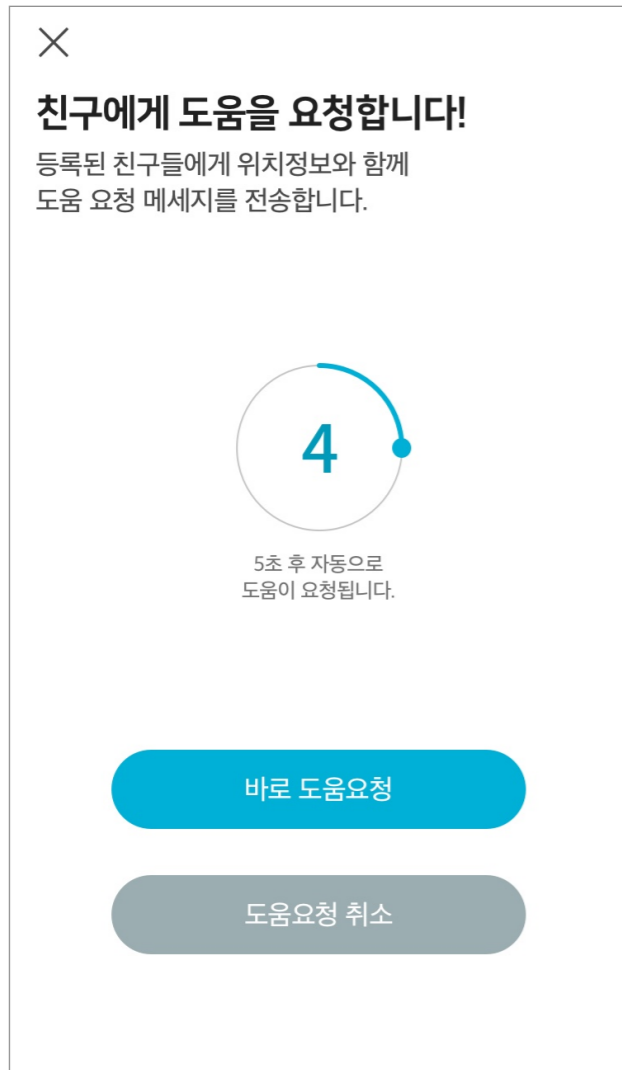 친구에게 도움을 요청합니다!
등록된 친구들에게 위치정보와 함께
도움 요청 메세지를 전송합니다.
4
5초 후 자동으로
도움이 요청됩니다.
바로 도움요청
도움요청 취소